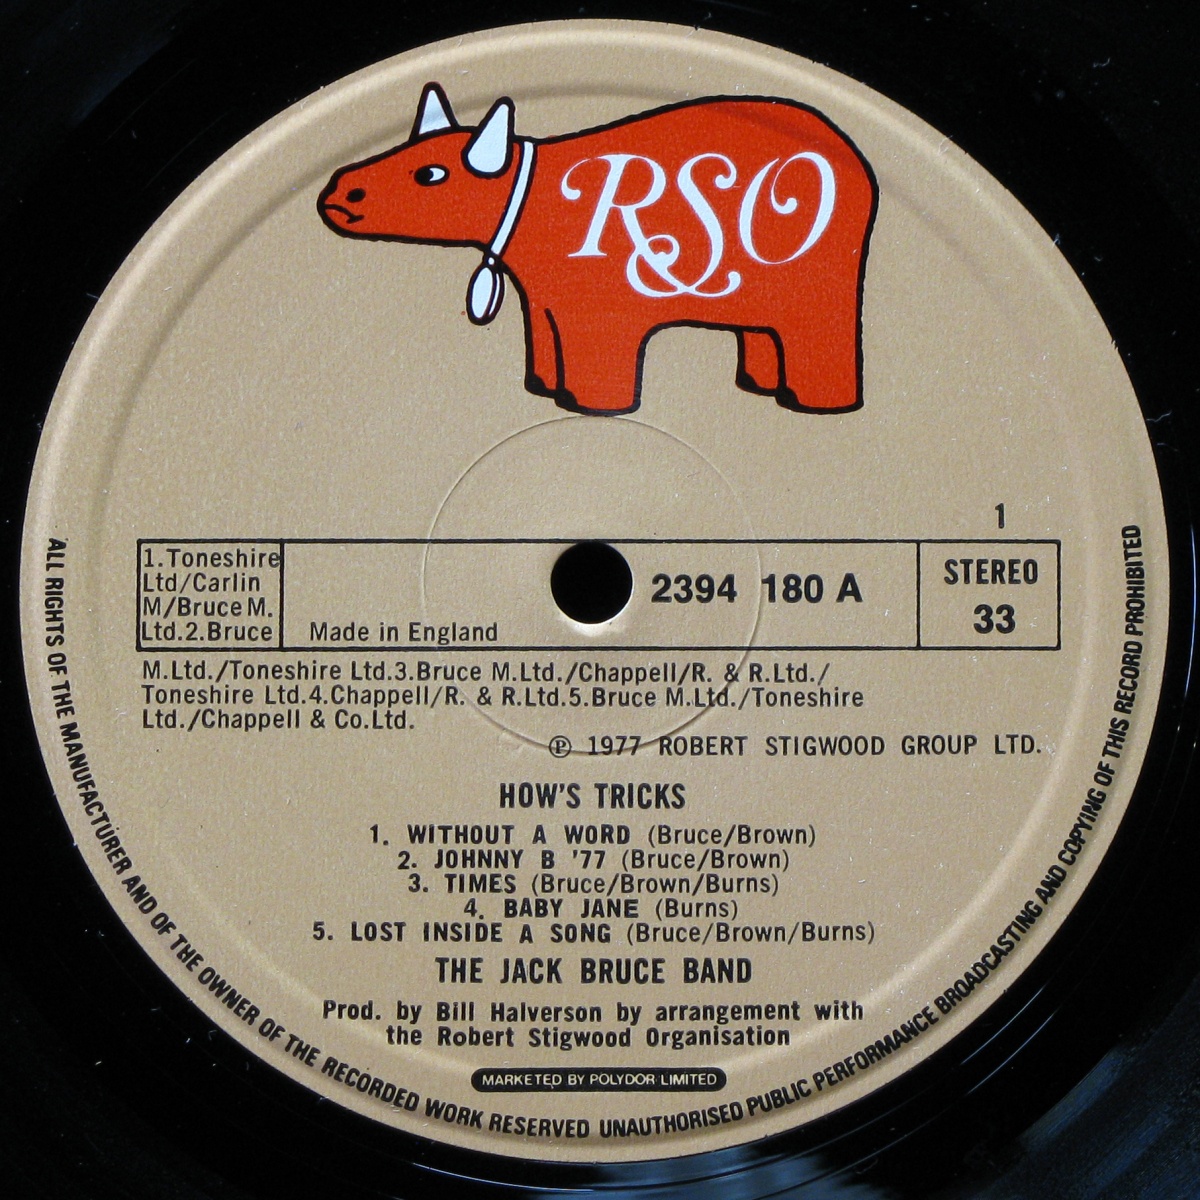 RSO
1
1.Toneshire
Ltd/Carlin
M/Bruce M.
Ltd.2.Bruce
Made in England
2394 180 A
STEREO
33
M.Ltd./Toneshire Ltd.3.Bruce M.Ltd./Chappell/R. & R.Ltd./
Toneshire Ltd.4.Chappell/R. & R.Ltd.5.Bruce M.Ltd./Toneshire
Ltd./Chappell & Co.Ltd.
℗ 1977 ROBERT STIGWOOD GROUP LTD.
HOW'S TRICKS
1. WITHOUT A WORD (Bruce/Brown)
2. JOHNNY B '77 (Bruce/Brown)
3. TIMES (Bruce/Brown/Burns)
4. BABY JANE (Burns)
5. LOST INSIDE A SONG (Bruce/Brown/Burns)
THE JACK BRUCE BAND
Prod. by Bill Halverson by arrangement with
the Robert Stigwood Organisation
MARKETED BY POLYDOR LIMITED
ALL RIGHTS OF THE MANUFACTURER AND OF THE OWNER OF THE RECORDED WORK RESERVED UNAUTHORISED PUBLIC PERFORMANCE BROADCASTING AND COPYING OF THIS RECORD PROHIBITED